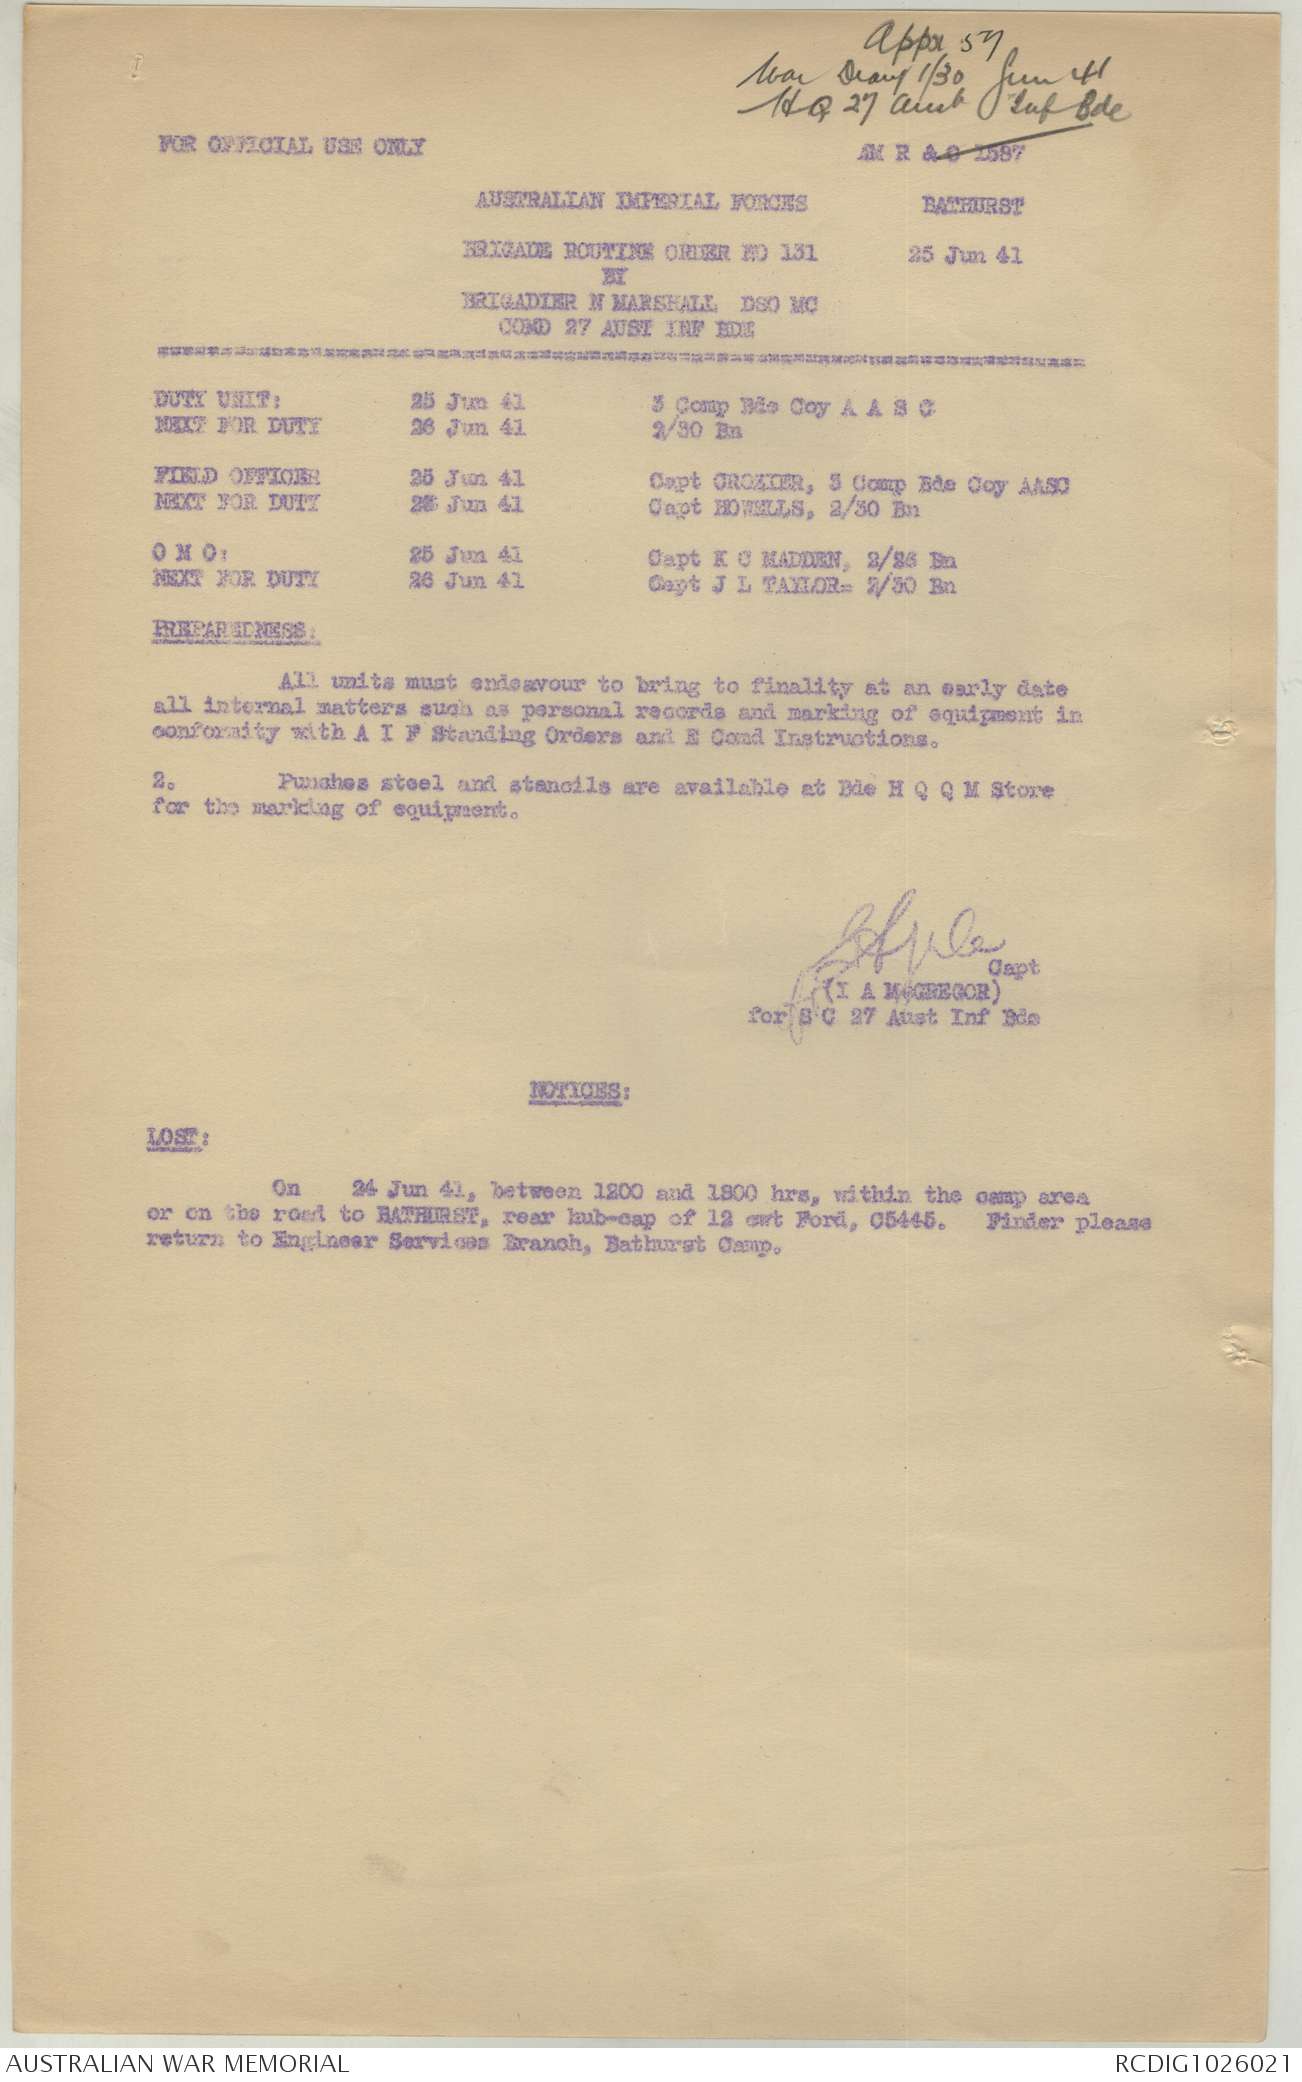 Appx 57
War Diary 1/30 Jun 41
HQ 27 Aust Inf Bde
FOR OFFICIAL USE ONLY
AM R & O 1587
AUSTRALIAN IMPERIAL FORCES BATHURST
BRIGADE ROUTINE ORDER NO 131 25 Jun 41
BY
BRIGADIER N MARSHALL DSO MC
COMD 27 AUST INF BDE
DUTY UNIT: 25 Jun 41 3 Comp Bde Coy A A S C
NEXT FOR DUTY 26 Jun 41 2/30 Bn
FIELD OFFICER 25 Jun 41 Capt CROZIER, 3 Comp Bde Coy AASC
NEXT FOR DUTY 26 Jun 41 Capt HOWELLS, 2/30 Bn
O M O: 25 Jun 41 Capt K C MADDEN, 2/26 Bn
NEXT FOR DUTY 26 Jun 41 Capt J L TAYLOR= 2/30 Bn
PREPAREDNESS:
All units must endeavour to bring to finality at an early date
all internal matters such as personal records and marking of equipment in
conformity with A I F Standing Orders and E Comd Instructions.
2. Punches steel and stencils are available at Bde H Q Q M Store
for the marking of equipment.
Capt
(I A McGREGOR)
for S C 27 Aust Inf Bde
NOTICES:
LOST:
On 24 Jun 41, between 1200 and 1800 hrs, within the camp area
or on the road to BATHURST, rear hub-cap of 12 cwt Ford, C5445. Finder please
return to Engineer Services Branch, Bathurst Camp.
AUSTRALIAN WAR MEMORIAL
RCDIG1026021